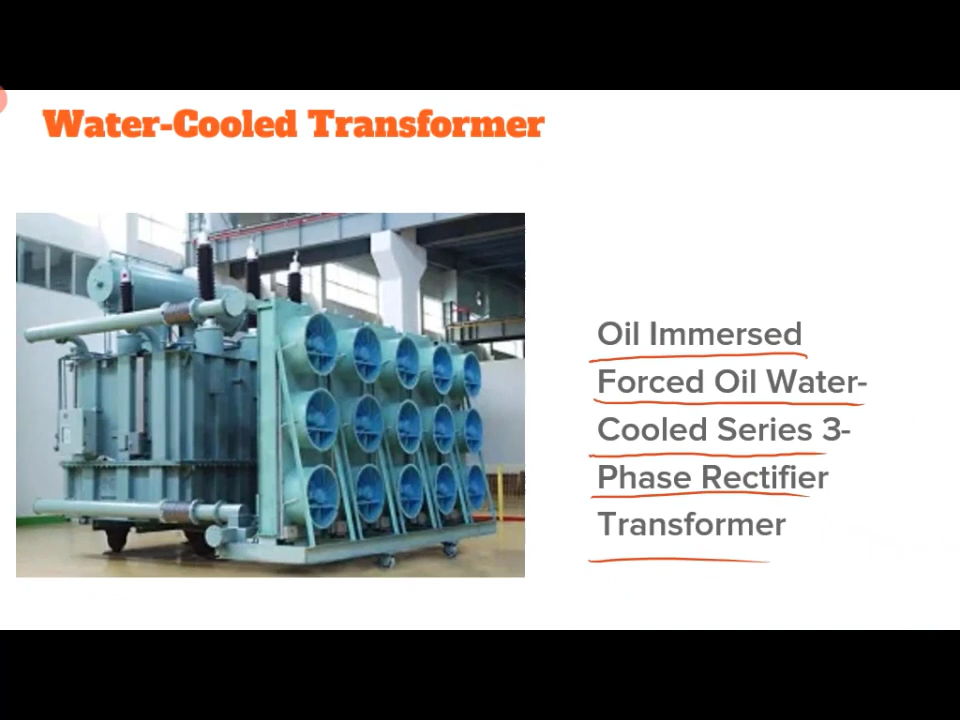 Water-Cooled Transformer
Oil Immersed
Forced Oil Water-
Cooled Series 3-
Phase Rectifier
Transformer